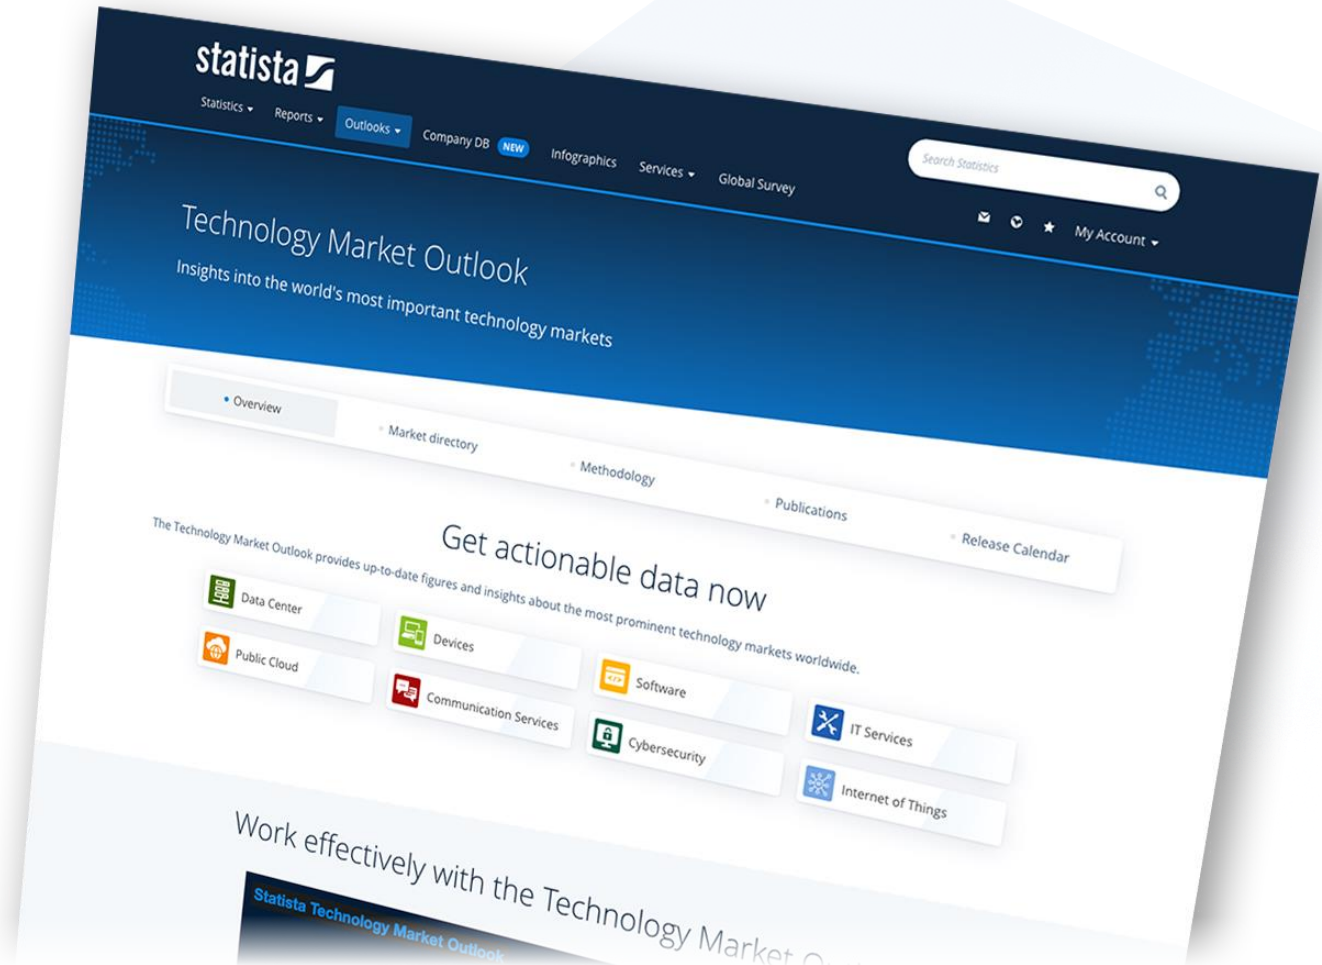 statista
Statistics Reports Outlooks Company DB NEW Infographics Services Global Survey
Search Statistics
My Account
Technology Market Outlook
Insights into the world's most important technology markets
Overview Market directory Methodology Publications Release Calendar
Get actionable data now
The Technology Market Outlook provides up-to-date figures and insights about the most prominent technology markets worldwide.
Data Center Devices Software IT Services
Public Cloud Communication Services Cybersecurity Internet of Things
Work effectively with the Technology Market
Statista Technology Market Outlook